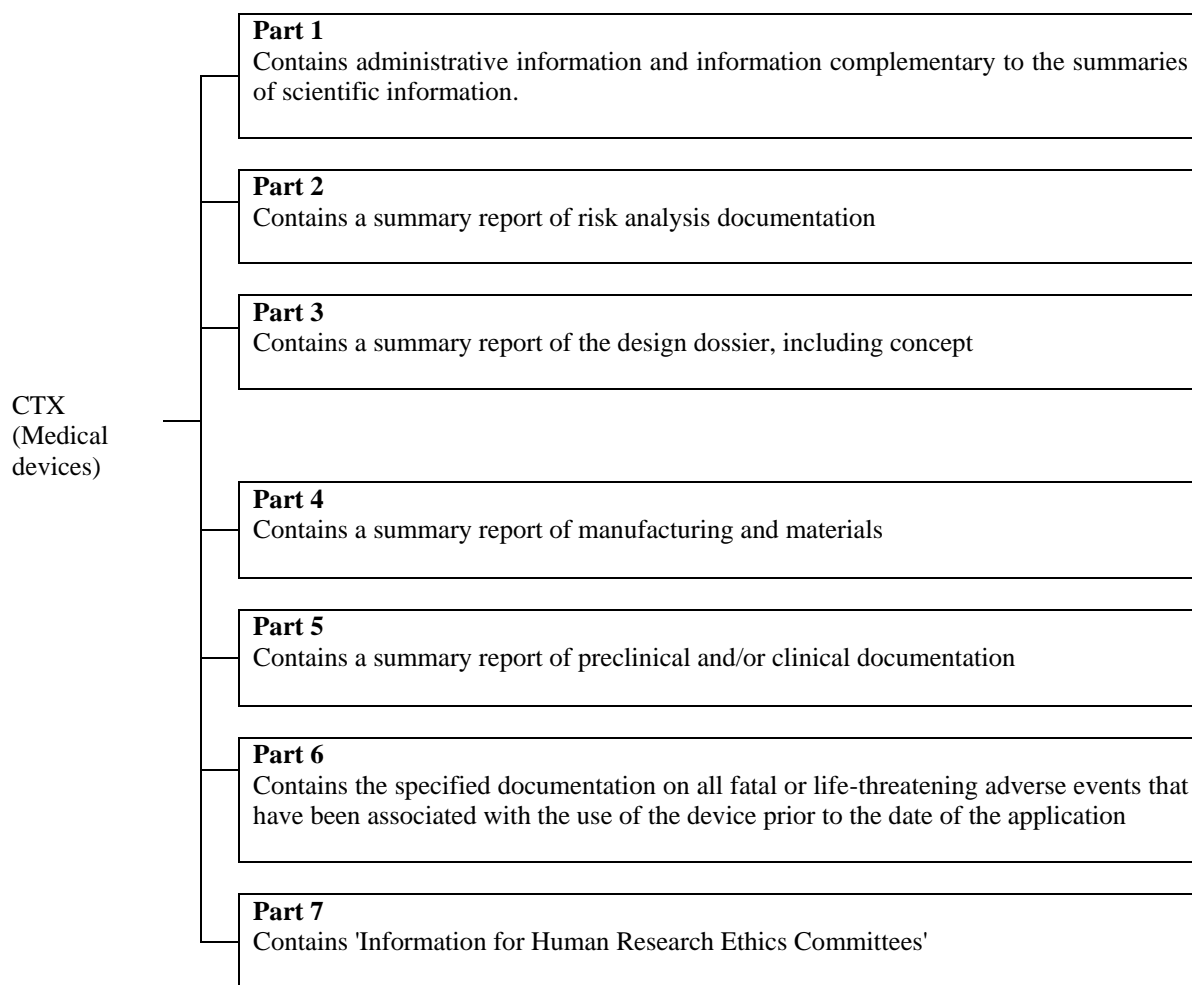 Part 1
Contains administrative information and information complementary to the summaries
of scientific information.
Part 2
Contains a summary report of risk analysis documentation
Part 3
Contains a summary report of the design dossier, including concept
CTX
(Medical
devices)
Part 4
Contains a summary report of manufacturing and materials
Part 5
Contains a summary report of preclinical and/or clinical documentation
Part 6
Contains the specified documentation on all fatal or life-threatening adverse events that
have been associated with the use of the device prior to the date of the application
Part 7
Contains 'Information for Human Research Ethics Committees'